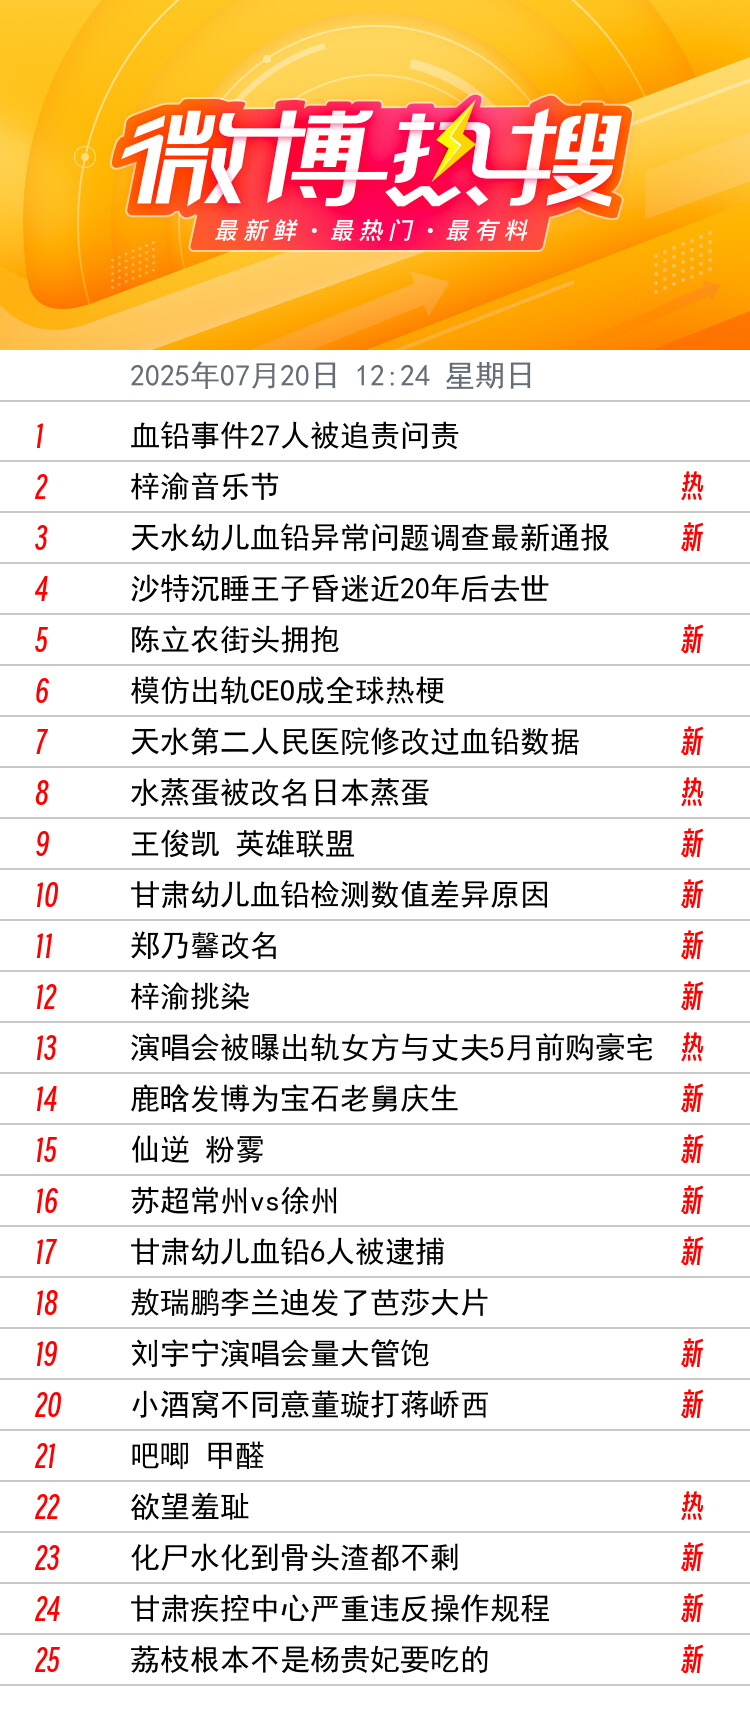 微博热搜
最新鲜·最热门·最有料
2025年07月20日 12:24 星期日
1 血铅事件27人被追责问责
2 梓渝音乐节 热
3 天水幼儿血铅异常问题调查最新通报 新
4 沙特沉睡王子昏迷近20年后去世
5 陈立农街头拥抱 新
6 模仿出轨CEO成全球热梗
7 天水第二人民医院修改过血铅数据 新
8 水蒸蛋被改名日本蒸蛋 热
9 王俊凯 英雄联盟 新
10 甘肃幼儿血铅检测数值差异原因 新
11 郑乃馨改名 新
12 梓渝挑染 新
13 演唱会被曝出轨女方与丈夫5月前购豪宅 热
14 鹿晗发博为宝石老舅庆生 新
15 仙逆 粉雾 新
16 苏超常州vs徐州 新
17 甘肃幼儿血铅6人被逮捕 新
18 敖瑞鹏李兰迪发了芭莎大片
19 刘宇宁演唱会量大管饱 新
20 小酒窝不同意董璇打蒋峤西 新
21 吧唧 甲醛
22 欲望羞耻 热
23 化尸水化到骨头渣都不剩 新
24 甘肃疾控中心严重违反操作规程 新
25 荔枝根本不是杨贵妃要吃的 新